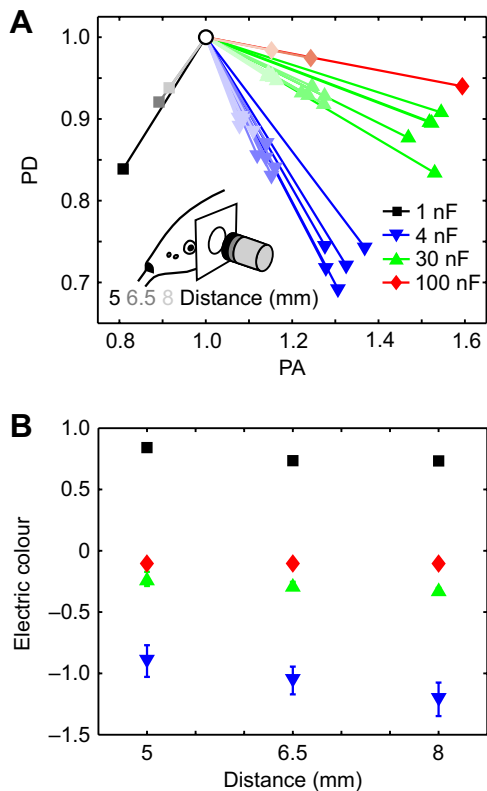 A
1.0
0.9
0.8
0.7
PD
1 nF
4 nF
30 nF
100 nF
5 6.5 8 Distance (mm)
0.8 1.0 1.2 1.4 1.6
PA
B
1.0
0.5
0
–0.5
–1.0
–1.5
Electric colour
5 6.5 8
Distance (mm)